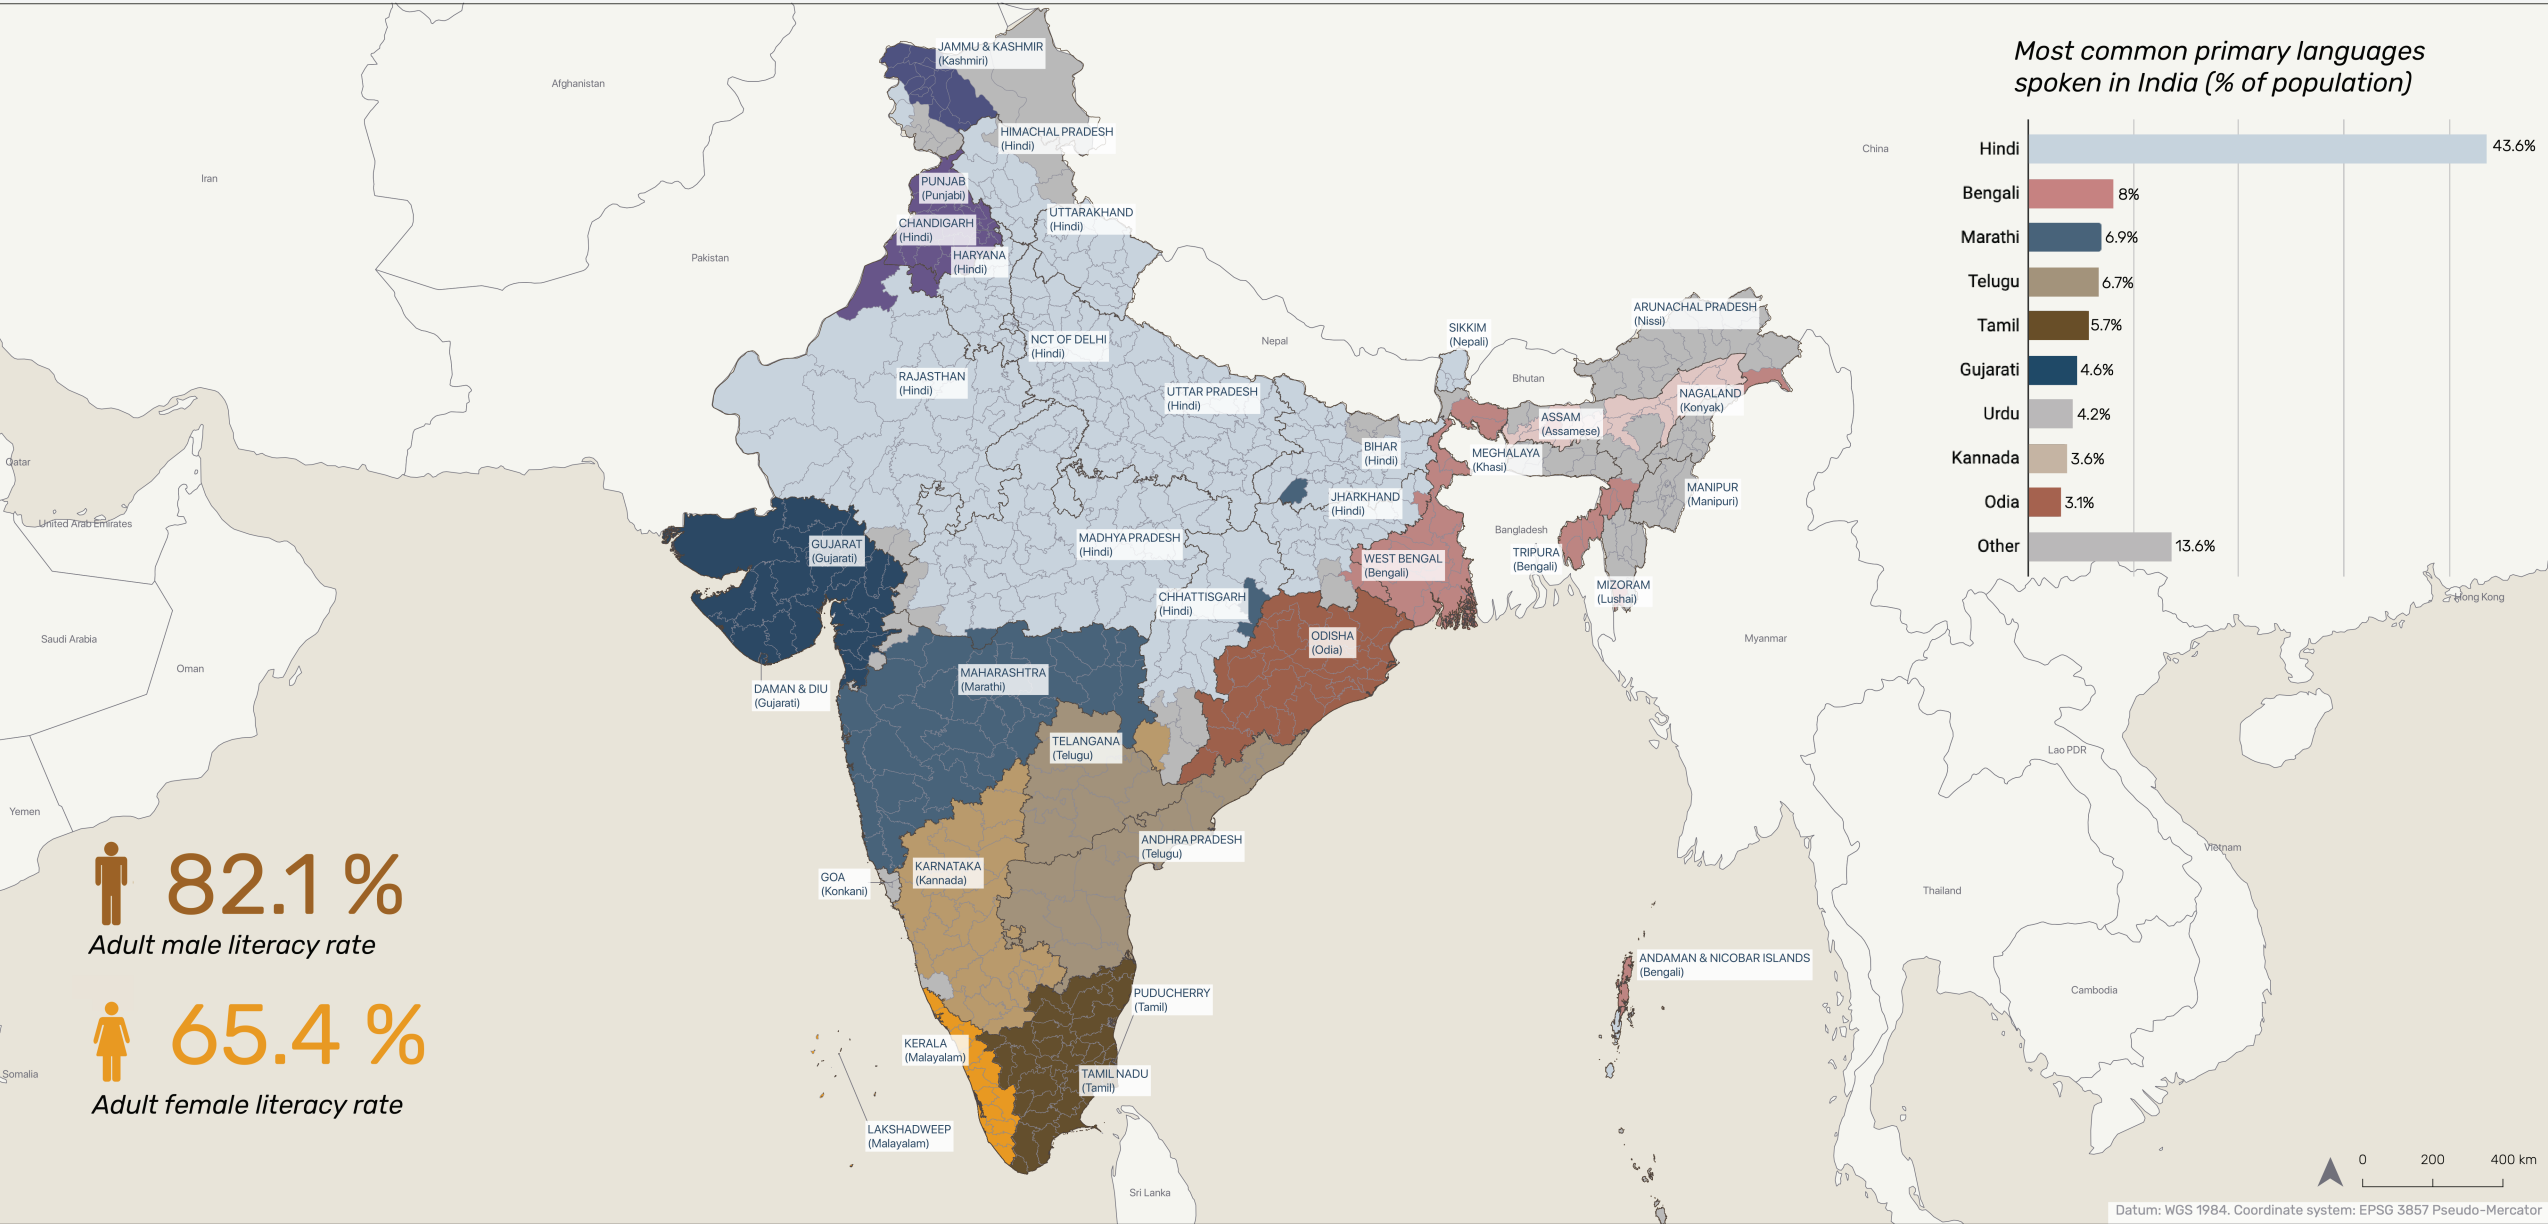 Most common primary languages
spoken in India (% of population)
Hindi 43.6%
Bengali 8%
Marathi 6.9%
Telugu 6.7%
Tamil 5.7%
Gujarati 4.6%
Urdu 4.2%
Kannada 3.6%
Odia 3.1%
Other 13.6%
JAMMU & KASHMIR
(Kashmiri)
HIMACHAL PRADESH
(Hindi)
PUNJAB
(Punjabi)
CHANDIGARH
(Hindi)
HARYANA
(Hindi)
UTTARAKHAND
(Hindi)
NCT OF DELHI
(Hindi)
RAJASTHAN
(Hindi)
UTTAR PRADESH
(Hindi)
SIKKIM
(Nepali)
ARUNACHAL PRADESH
(Nissi)
NAGALAND
(Konyak)
ASSAM
(Assamese)
BIHAR
(Hindi)
MEGHALAYA
(Khasi)
MANIPUR
(Manipuri)
JHARKHAND
(Hindi)
GUJARAT
(Gujarati)
MADHYA PRADESH
(Hindi)
WEST BENGAL
(Bengali)
TRIPURA
(Bengali)
MIZORAM
(Lushai)
CHHATTISGARH
(Hindi)
ODISHA
(Odia)
MAHARASHTRA
(Marathi)
DAMAN & DIU
(Gujarati)
TELANGANA
(Telugu)
ANDHRA PRADESH
(Telugu)
KARNATAKA
(Kannada)
GOA
(Konkani)
ANDAMAN & NICOBAR ISLANDS
(Bengali)
PUDUCHERRY
(Tamil)
KERALA
(Malayalam)
TAMIL NADU
(Tamil)
LAKSHADWEEP
(Malayalam)
Afghanistan
China
Iran
Pakistan
Nepal
Bhutan
Qatar
United Arab Emirates
Bangladesh
Hong Kong
Saudi Arabia
Oman
Myanmar
Lao PDR
Yemen
Vietnam
Thailand
Cambodia
Somalia
Sri Lanka
82.1 %
Adult male literacy rate
65.4 %
Adult female literacy rate
0 200 400 km
Datum: WGS 1984. Coordinate system: EPSG 3857 Pseudo-Mercator